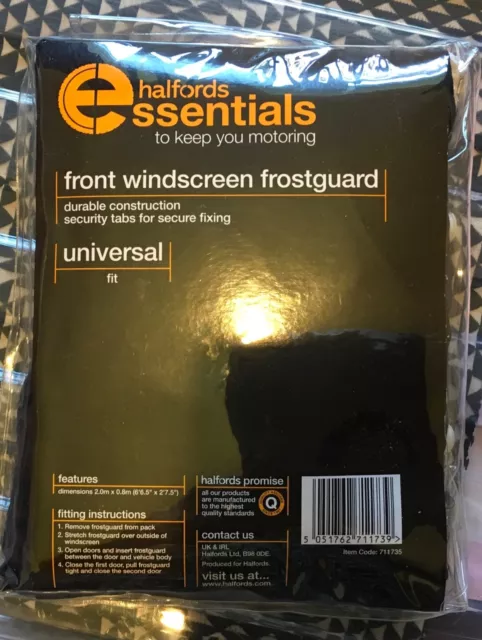 halfords
essentials
to keep you motoring
front windscreen frostguard
durable construction
security tabs for secure fixing
universal
fit
features
dimensions 2.0m x 0.8m (6'6.5" x 2'7.5")
fitting instructions
1. Remove frostguard from pack
2. Stretch frostguard over outside of
windscreen
3. Open doors and insert frostguard
between the door and vehicle body
4. Close the first door, pull frostguard
tight and close the second door
halfords promise
all our products
are manufactured
to the highest
quality standards
Q
contact us
UK & IRL
Halfords Ltd, B98 0DE.
Produced for Halfords.
visit us at...
www.halfords.com
5 051762 711739 >
Item Code: 711735